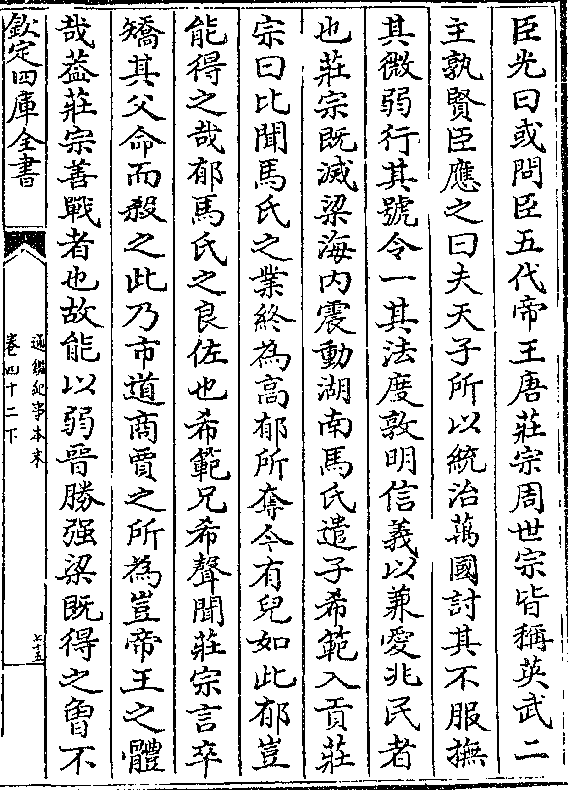 臣光曰或問臣五代帝王唐莊宗周世宗皆稱英武二
主孰賢臣應之曰夫天子所以統治萬國討其不服撫
其微弱行其號令一其法度敦明信義以兼愛兆民者
也莊宗既滅梁海内震動湖南馬氏遣子希範入貢莊
宗曰比聞馬氏之業終為高郁所奪今有兒如此郁豈
能得之哉郁馬氏之良佐也希範兄希聲聞莊宗言卒
矯其父命而殺之此乃市道商賈之所為豈帝王之體
哉葢莊宗善戰者也故能以弱晉勝强梁既得之曾不
欽定四庫全書
通鑑紀事本末
卷四十二下
七十五